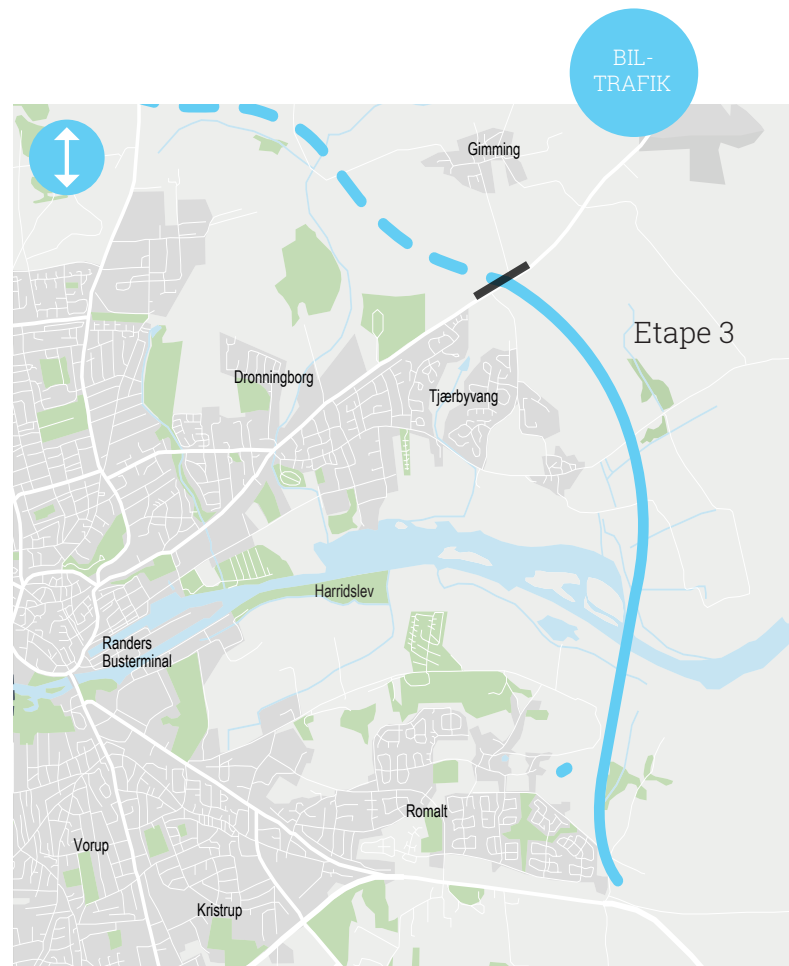 BIL-
TRAFIK
Gimming
Etape 3
Dronningborg
Tjærbyvang
Harridslev
Randers
Busterminal
Romalt
Vorup
Kristrup